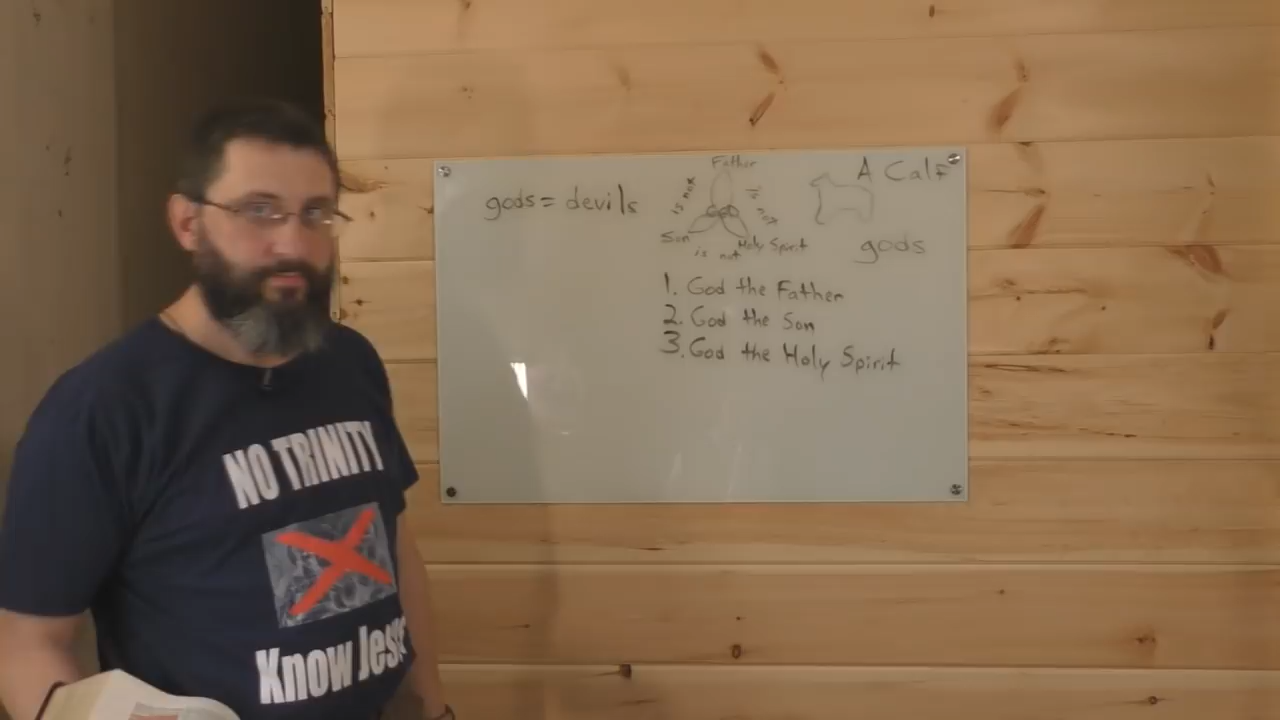 gods = devils
Father
is not
is not
Son
Holy Spirit
is not
God
A Calf
gods
1. God the Father
2. God the Son
3. God the Holy Spirit
NO TRINITY
Know Jesus